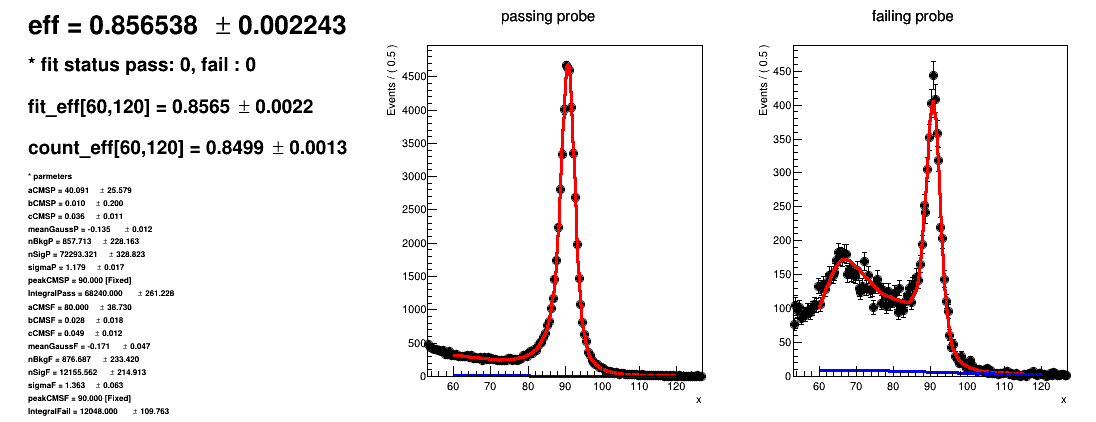 eff = 0.856538 ± 0.002243
* fit status pass: 0, fail : 0
fit_eff[60,120] = 0.8565 ± 0.0022
count_eff[60,120] = 0.8499 ± 0.0013
* parmeters
aCMSP = 40.091 ± 25.579
bCMSP = 0.010 ± 0.200
cCMSP = 0.036 ± 0.011
meanGaussP = -0.135 ± 0.012
nBkgP = 857.713 ± 228.163
nSigP = 72293.321 ± 328.823
sigmaP = 1.179 ± 0.017
peakCMSP = 90.000 [Fixed]
IntegralPass = 68240.000 ± 261.228
aCMSF = 80.000 ± 38.730
bCMSF = 0.028 ± 0.018
cCMSF = 0.049 ± 0.012
meanGaussF = -0.171 ± 0.047
nBkgF = 876.687 ± 233.420
nSigF = 12155.562 ± 214.913
sigmaF = 1.363 ± 0.063
peakCMSF = 90.000 [Fixed]
IntegralFail = 12048.000 ± 109.763
passing probe
Events / ( 0.5 )
4500
4000
3500
3000
2500
2000
1500
1000
500
0
60 70 80 90 100 110 120
x
failing probe
Events / ( 0.5 )
450
400
350
300
250
200
150
100
50
0
60 70 80 90 100 110 120
x